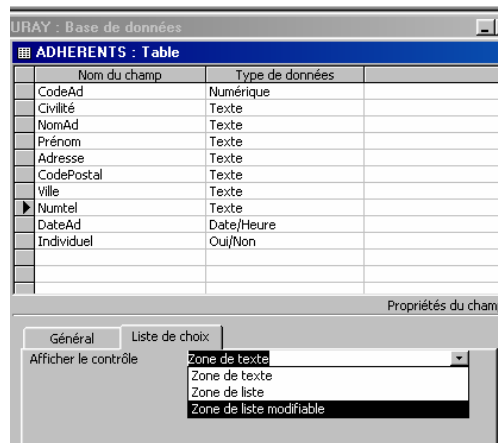 URAY : Base de données
ADHERENTS : Table
Nom du champ Type de données
CodeAd Numérique
Civilité Texte
NomAd Texte
Prénom Texte
Adresse Texte
CodePostal Texte
Ville Texte
Numtel Texte
DateAd Date/Heure
Individuel Oui/Non
Propriétés du cham
Général Liste de choix
Afficher le contrôle Zone de texte
Zone de texte
Zone de liste
Zone de liste modifiable